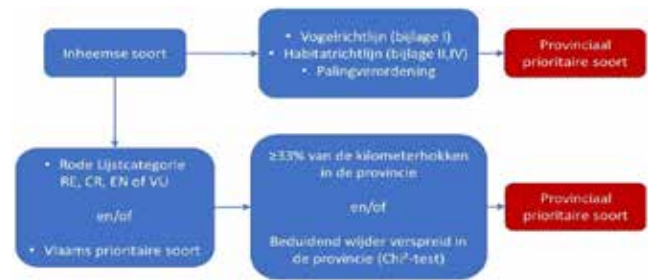 Inheemse soort
• Vogelrichtlijn (bijlage I)
• Habitatrichtlijn (bijlage II,IV)
• Palingverordening
Provinciaal
prioritaire soort
• Rode Lijstcategorie
RE, CR, EN of VU
en/of
• Vlaams prioritaire soort
≥33% van de kilometerhokken
in de provincie
en/of
Beduidend wijder verspreid in
de provincie (Chi²-test)
Provinciaal
prioritaire soort